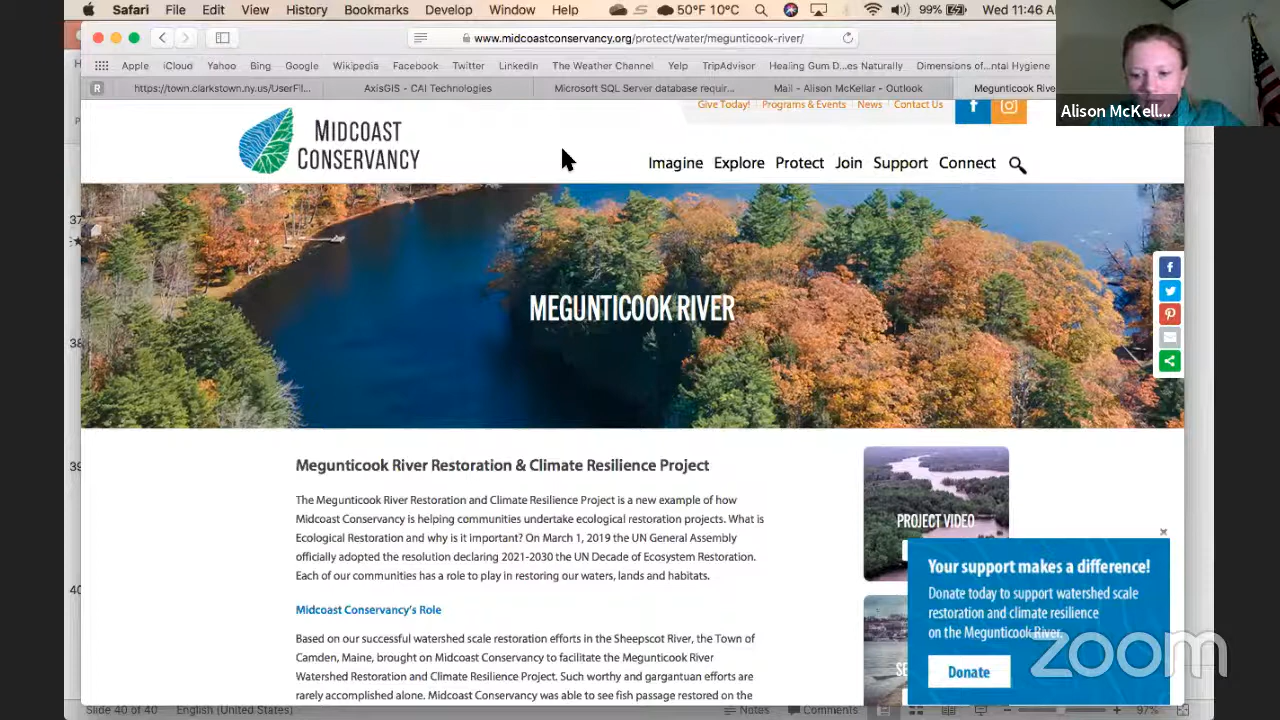 Safari File Edit View History Bookmarks Develop Window Help 50°F 10°C 99% Wed 11:46 AM
www.midcoastconservancy.org/protect/water/megunticook-river/
Apple iCloud Yahoo Bing Google Wikipedia Facebook Twitter LinkedIn The Weather Channel Yelp TripAdvisor Healing Gum D...es Naturally Dimensions of...ntal Hygiene
R https://town.clarkstown.ny.us/UserFi... AxisGIS - CAI Technologies Microsoft SQL Server database requir... Mail - Alison McKellar - Outlook Megunticook Rive
Alison McKell...
Give Today! Programs & Events News Contact Us
MIDCOAST
CONSERVANCY
Imagine Explore Protect Join Support Connect
MEGUNTICOOK RIVER
37
38
39
40
Megunticook River Restoration & Climate Resilience Project
The Megunticook River Restoration and Climate Resilience Project is a new example of how
Midcoast Conservancy is helping communities undertake ecological restoration projects. What is
Ecological Restoration and why is it important? On March 1, 2019 the UN General Assembly
officially adopted the resolution declaring 2021-2030 the UN Decade of Ecosystem Restoration.
Each of our communities has a role to play in restoring our waters, lands and habitats.
Midcoast Conservancy's Role
Based on our successful watershed scale restoration efforts in the Sheepscot River, the Town of
Camden, Maine, brought on Midcoast Conservancy to facilitate the Megunticook River
Watershed Restoration and Climate Resilience Project. Such worthy and gargantuan efforts are
rarely accomplished alone. Midcoast Conservancy was able to see fish passage restored on the
PROJECT VIDEO
SE
Your support makes a difference!
Donate today to support watershed scale
restoration and climate resilience
on the Megunticook River.
Donate
zoom
Slide 40 of 40 English (United States) Notes Comments 97%